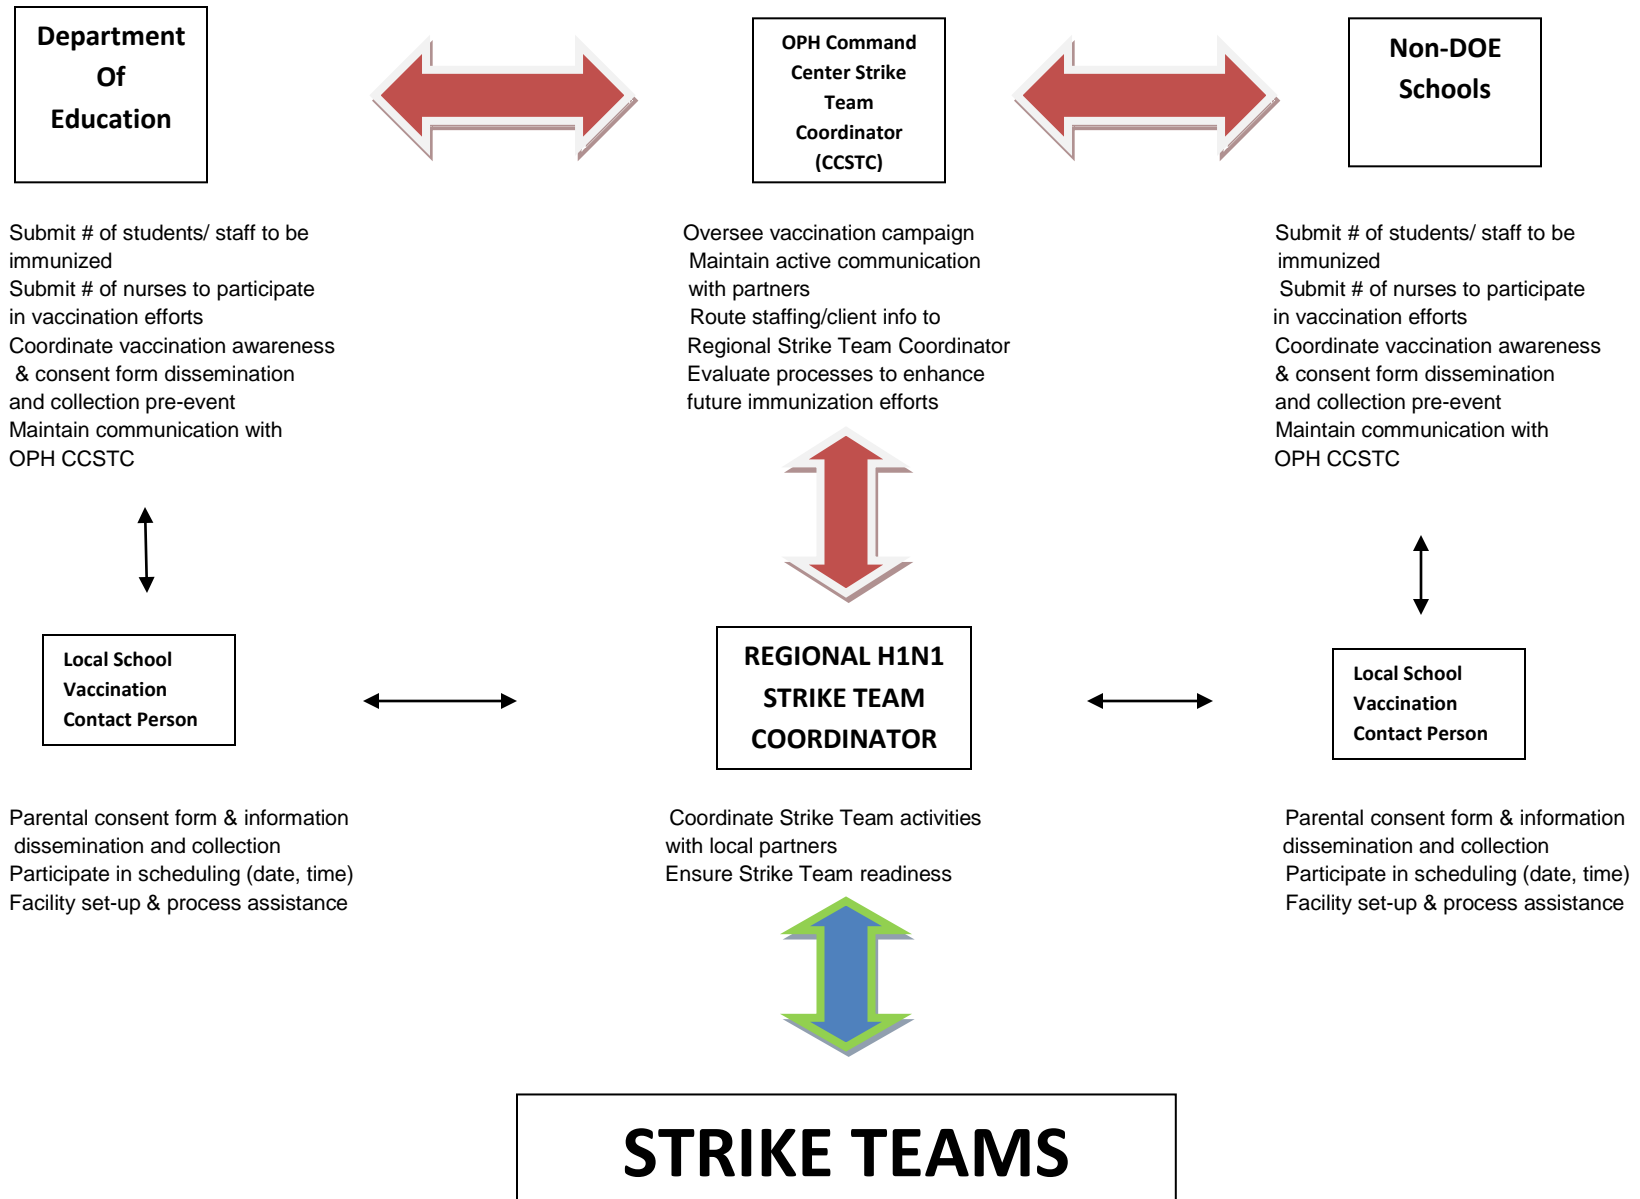 Department
Of
Education
OPH Command
Center Strike
Team
Coordinator
(CCSTC)
Non-DOE
Schools
Submit # of students/ staff to be
immunized
Submit # of nurses to participate
in vaccination efforts
Coordinate vaccination awareness
& consent form dissemination
and collection pre-event
Maintain communication with
OPH CCSTC
Oversee vaccination campaign
Maintain active communication
with partners
Route staffing/client info to
Regional Strike Team Coordinator
Evaluate processes to enhance
future immunization efforts
Submit # of students/ staff to be
immunized
Submit # of nurses to participate
in vaccination efforts
Coordinate vaccination awareness
& consent form dissemination
and collection pre-event
Maintain communication with
OPH CCSTC
Local School
Vaccination
Contact Person
REGIONAL H1N1
STRIKE TEAM
COORDINATOR
Local School
Vaccination
Contact Person
Parental consent form & information
dissemination and collection
Participate in scheduling (date, time)
Facility set-up & process assistance
Coordinate Strike Team activities
with local partners
Ensure Strike Team readiness
Parental consent form & information
dissemination and collection
Participate in scheduling (date, time)
Facility set-up & process assistance
STRIKE TEAMS